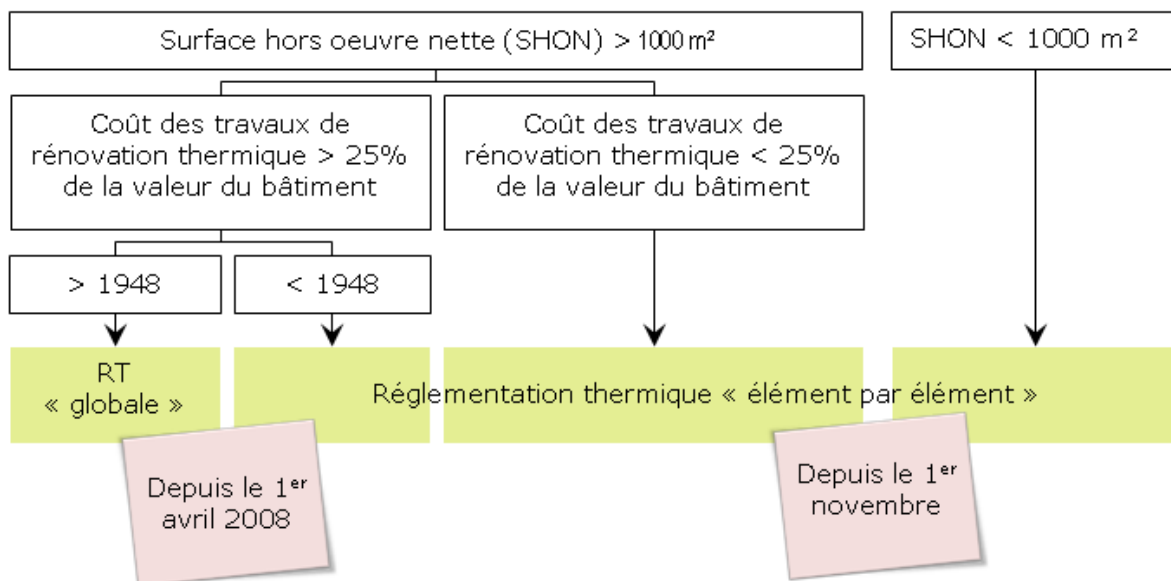 Surface hors oeuvre nette (SHON) > 1000 m²
SHON < 1000 m²
Coût des travaux de
rénovation thermique > 25%
de la valeur du bâtiment
Coût des travaux de
rénovation thermique < 25%
de la valeur du bâtiment
> 1948
< 1948
RT
« globale »
Réglementation thermique « élément par élément »
Depuis le 1er
avril 2008
Depuis le 1er
novembre